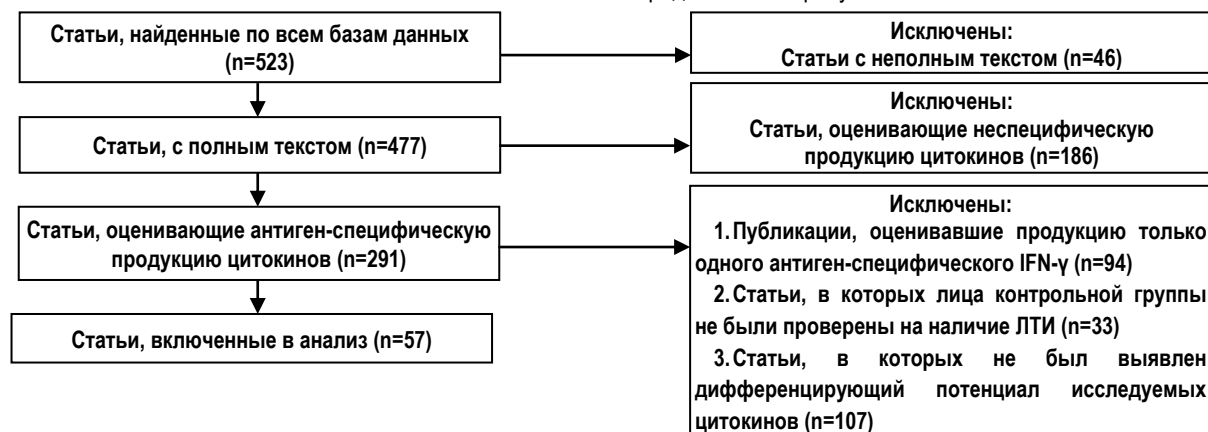 Статьи, найденные по всем базам данных
(n=523)
Исключены:
Статьи с неполным текстом (n=46)
Статьи, с полным текстом (n=477)
Исключены:
Статьи, оценивающие неспецифическую
продукцию цитокинов (n=186)
Статьи, оценивающие антиген-специфическую
продукцию цитокинов (n=291)
Исключены:
1.Публикации, оценивавшие продукцию только
одного антиген-специфического IFN-γ (n=94)
2.Статьи, в которых лица контрольной группы
не были проверены на наличие ЛТИ (n=33)
3.Статьи, в которых не был выявлен
дифференцирующий потенциал исследуемых
цитокинов (n=107)
Статьи, включенные в анализ (n=57)